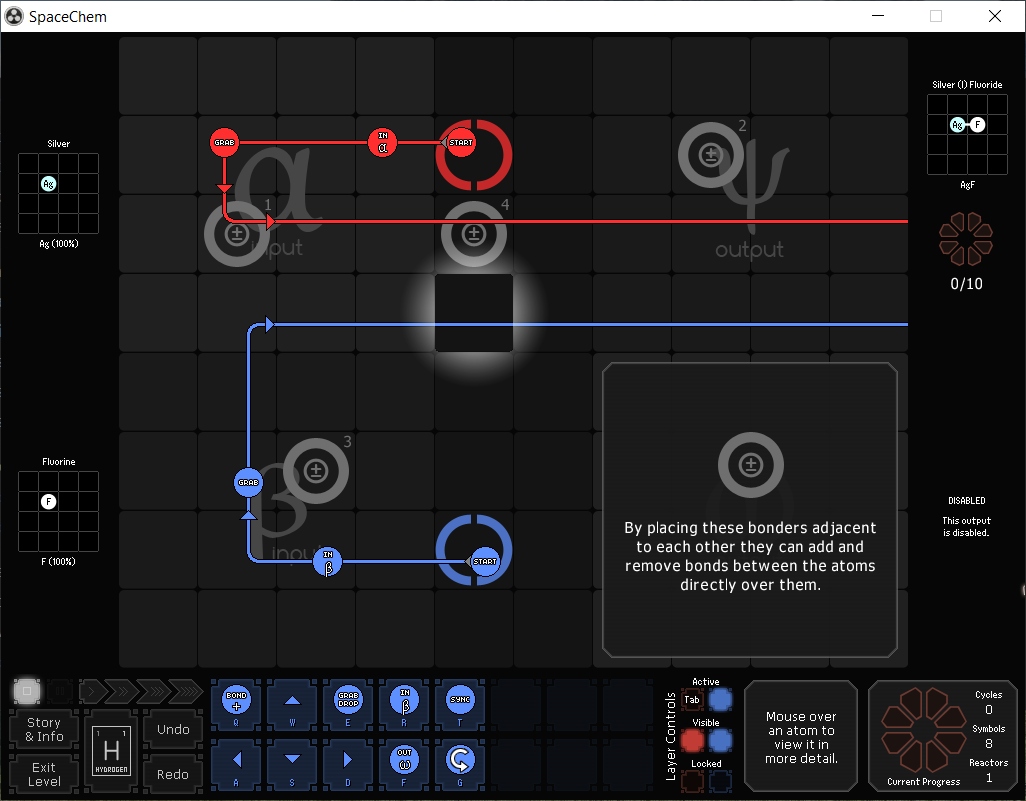 SpaceChem
Silver
Ag
Ag (100%)
Fluorine
F
F (100%)
GRAB
IN
α
START
α
1
±
input
4
±
2
±
ψ
output
GRAB
3
±
β
input
IN
β
START
±
By placing these bonders adjacent
to each other they can add and
remove bonds between the atoms
directly over them.
Silver (I) Fluoride
Ag F
AgF
0/10
DISABLED
This output
is disabled.
Story
& Info
Exit
Level
1 1
H
HYDROGEN
Undo
Redo
BOND
+
Q
W
GRAB
DROP
E
IN
β
R
SYNC
T
A
S
D
OUT
(ψ)
F
G
Layer Controls
Active
Tab
Visible
Locked
Mouse over
an atom to
view it in
more detail.
Current Progress
Cycles
0
Symbols
8
Reactors
1